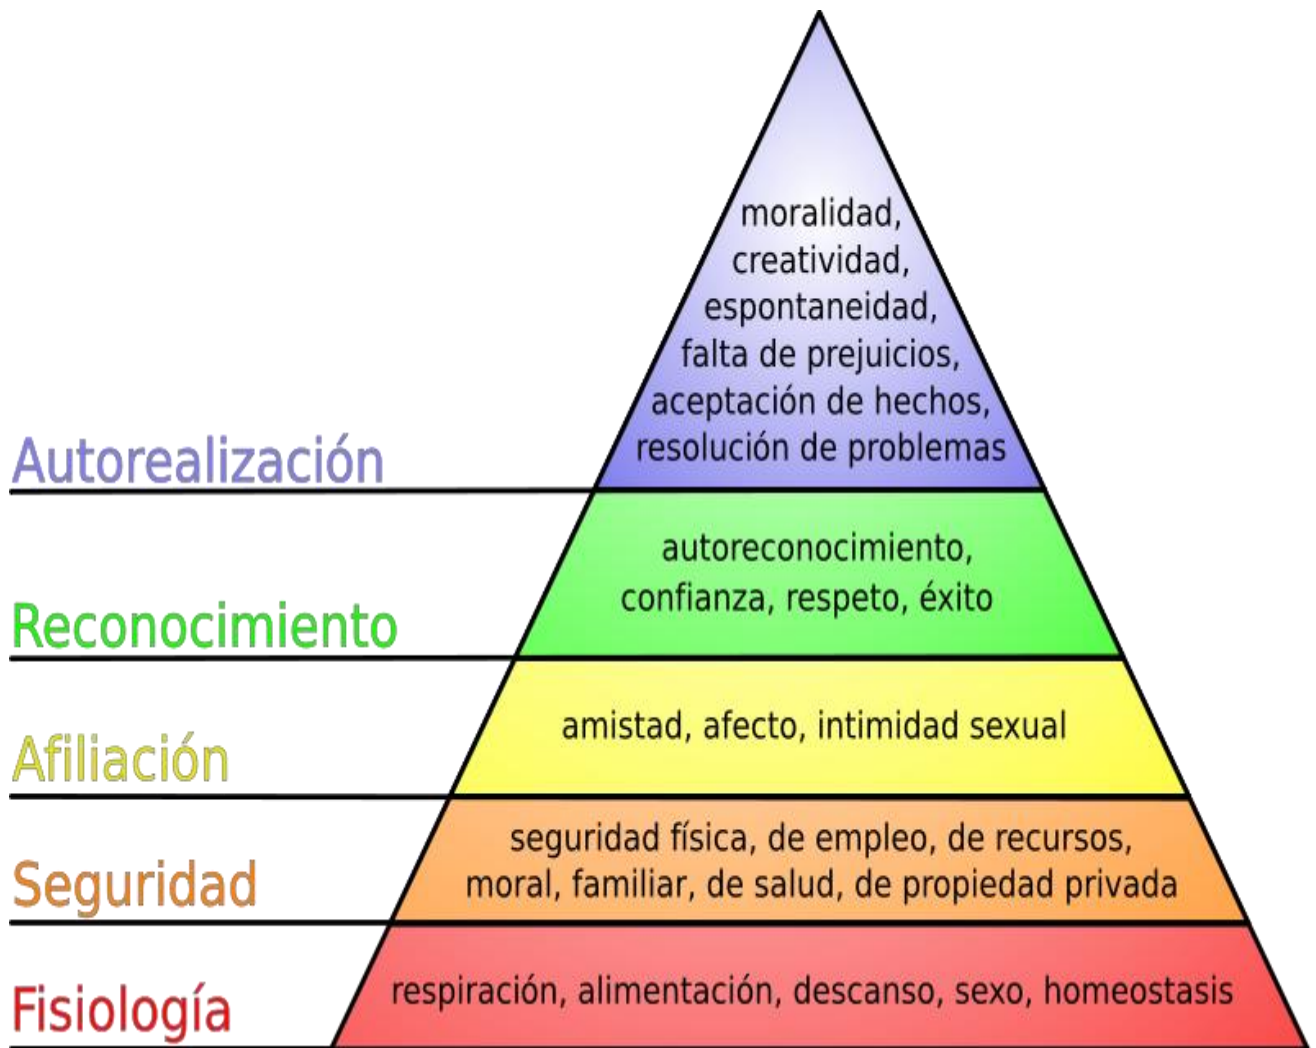 moralidad,
creatividad,
espontaneidad,
falta de prejuicios,
aceptación de hechos,
resolución de problemas
Autorealización
autoreconocimiento,
confianza, respeto, éxito
Reconocimiento
amistad, afecto, intimidad sexual
Afiliación
seguridad física, de empleo, de recursos,
moral, familiar, de salud, de propiedad privada
Seguridad
respiración, alimentación, descanso, sexo, homeostasis
Fisiología